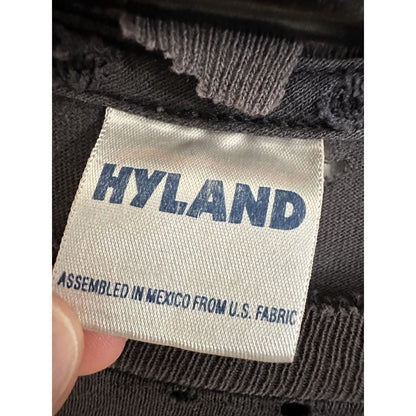 HYLAND
ASSEMBLED IN MEXICO FROM U.S. FABRIC